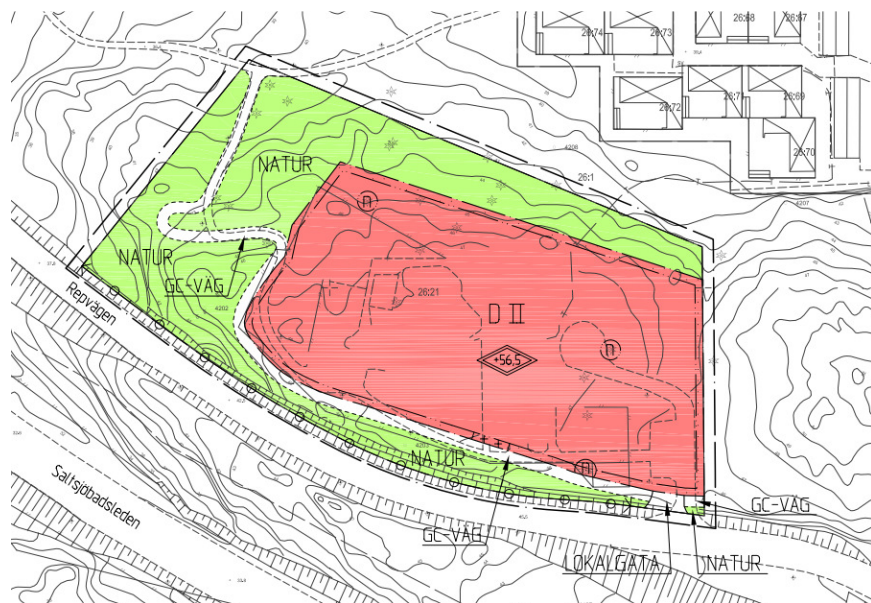 26:74
26:73
26:68
26:67
26:72
26:71
26:69
26:70
4208
26:1
4207
NATUR
n
NATUR
GC-VÄG
4202
26:21
D II
+56,5
n
Repvägen
NATUR
n
Saltsjöbadsleden
GC-VÄG
GC-VÄG
LOKALGATA
NATUR